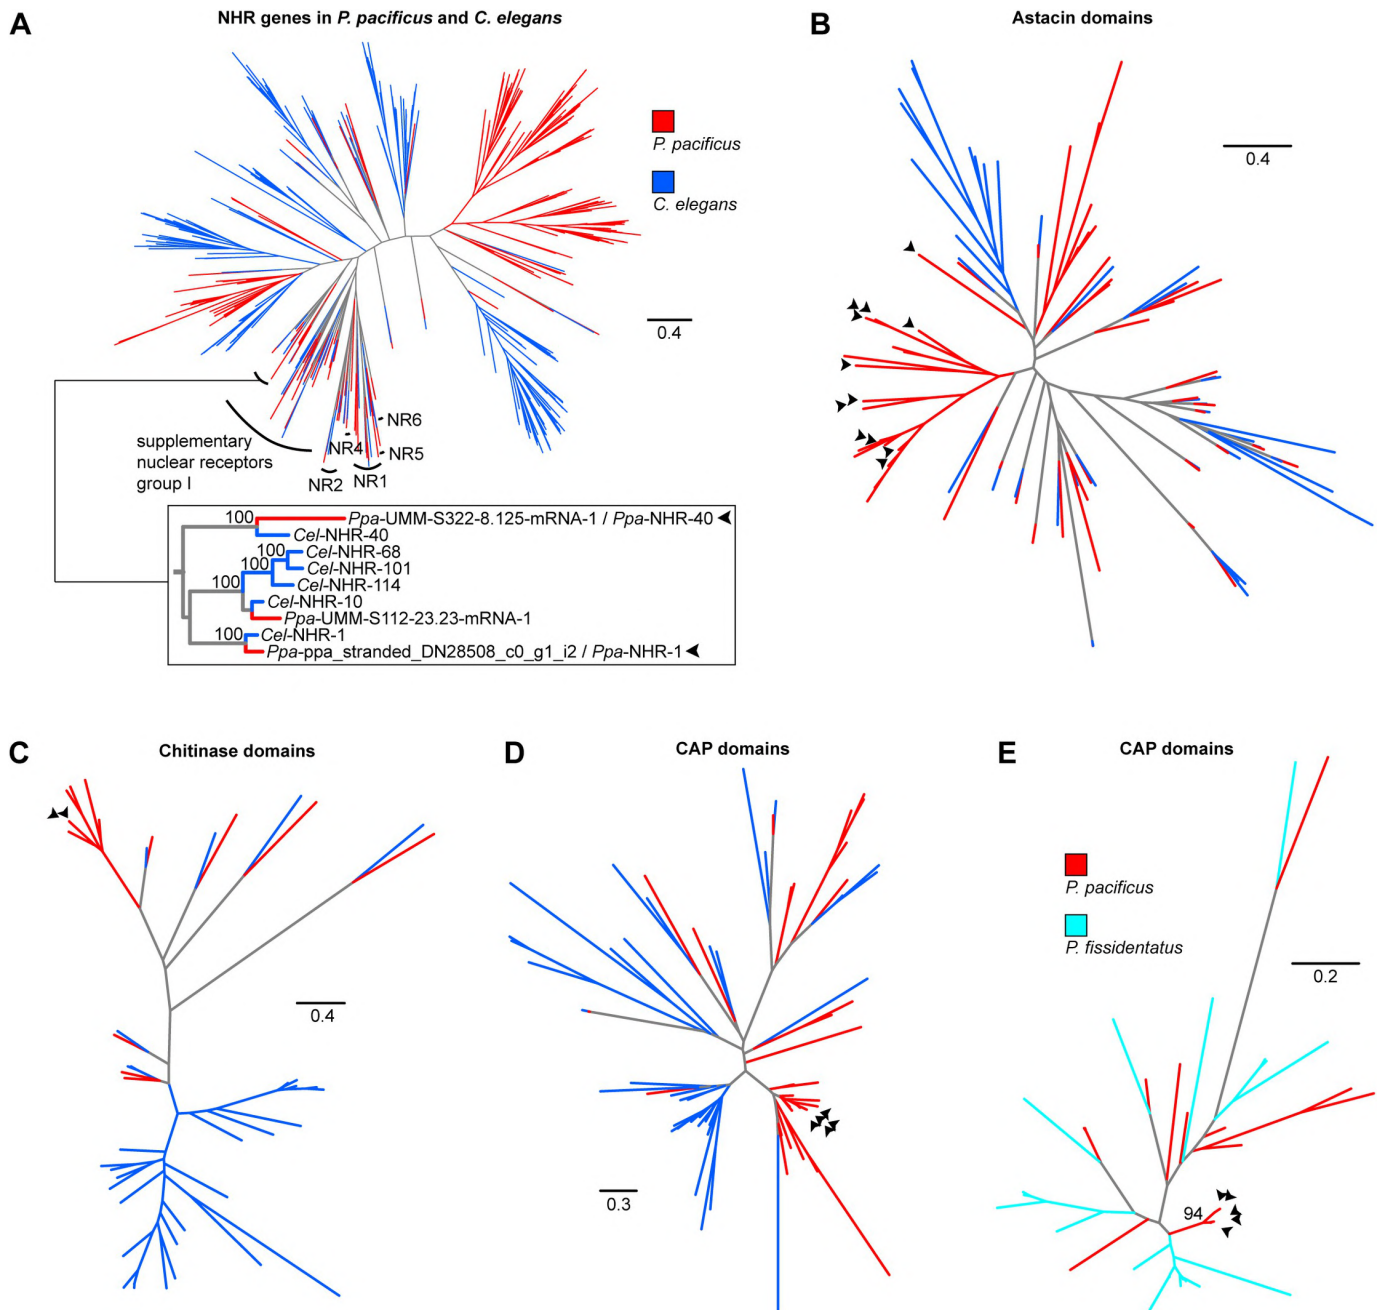 A
NHR genes in P. pacificus and C. elegans
P. pacificus
C. elegans
0.4
supplementary
nuclear receptors
group I
NR6
NR4
NR5
NR2
NR1
100
Ppa-UMM-S322-8.125-mRNA-1 / Ppa-NHR-40
Cel-NHR-40
100
Cel-NHR-68
100
Cel-NHR-101
100
Cel-NHR-114
Cel-NHR-10
Ppa-UMM-S112-23.23-mRNA-1
100
Cel-NHR-1
Ppa-ppa_stranded_DN28508_c0_g1_i2 / Ppa-NHR-1
B
Astacin domains
0.4
C
Chitinase domains
0.4
D
CAP domains
0.3
E
CAP domains
P. pacificus
P. fissidentatus
0.2
94